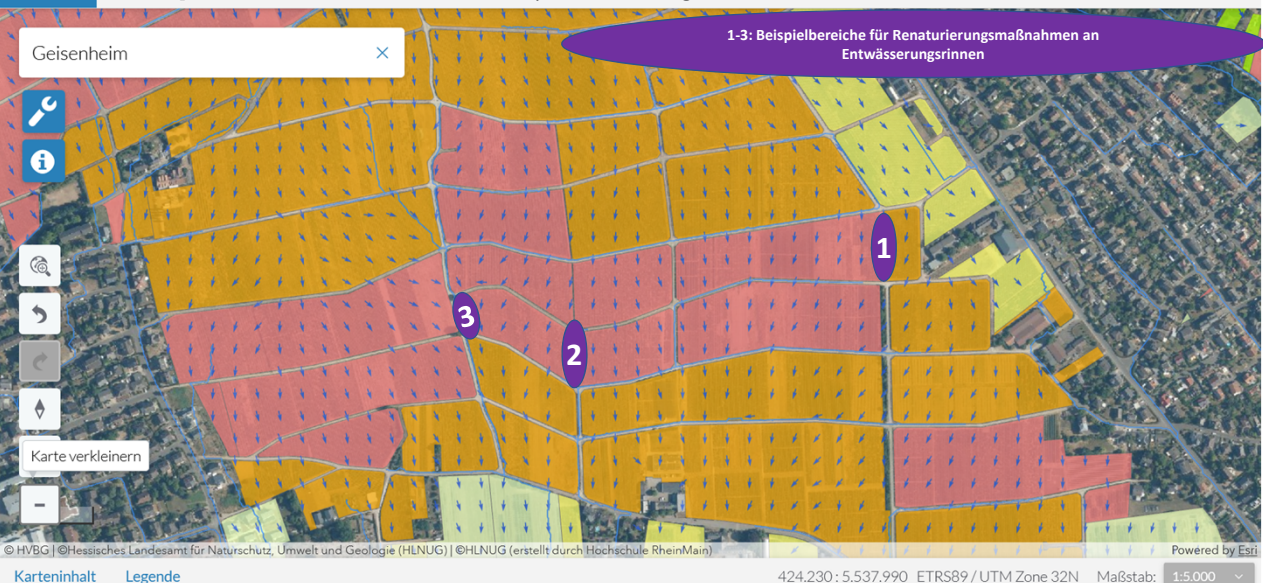 1-3: Beispielbereiche für Renaturierungsmaßnahmen an
Entwässerungsrinnen
Geisenheim
1
3
2
Karte verkleinern
© HVBG | ©Hessisches Landesamt für Naturschutz, Umwelt und Geologie (HLNUG) | ©HLNUG (erstellt durch Hochschule RheinMain)
Powered by Esri
Karteninhalt Legende
424.230 : 5.537.990 ETRS89 / UTM Zone 32N Maßstab: 1:5.000